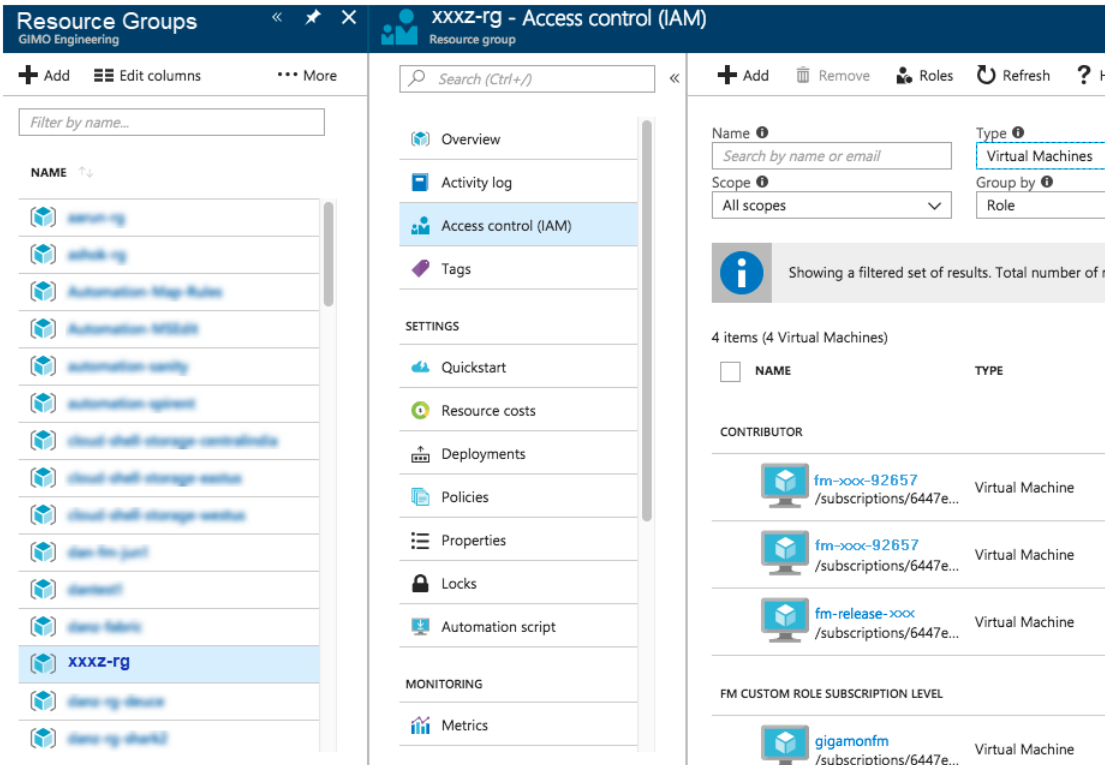 Resource Groups
GIMO Engineering
Add
Edit columns
More
Filter by name...
NAME
xxxz-rg
xxxz-rg - Access control (IAM)
Resource group
Search (Ctrl+/)
Overview
Activity log
Access control (IAM)
Tags
SETTINGS
Quickstart
Resource costs
Deployments
Policies
Properties
Locks
Automation script
MONITORING
Metrics
Add
Remove
Roles
Refresh
? H
Name
Type
Search by name or email
Virtual Machines
Scope
Group by
All scopes
Role
Showing a filtered set of results. Total number of r
4 items (4 Virtual Machines)
NAME
TYPE
CONTRIBUTOR
fm-xxx-92657
/subscriptions/6447e...
Virtual Machine
fm-xxx-92657
/subscriptions/6447e...
Virtual Machine
fm-release-xxx
/subscriptions/6447e...
Virtual Machine
FM CUSTOM ROLE SUBSCRIPTION LEVEL
gigamonfm
/subscriptions/6447e...
Virtual Machine